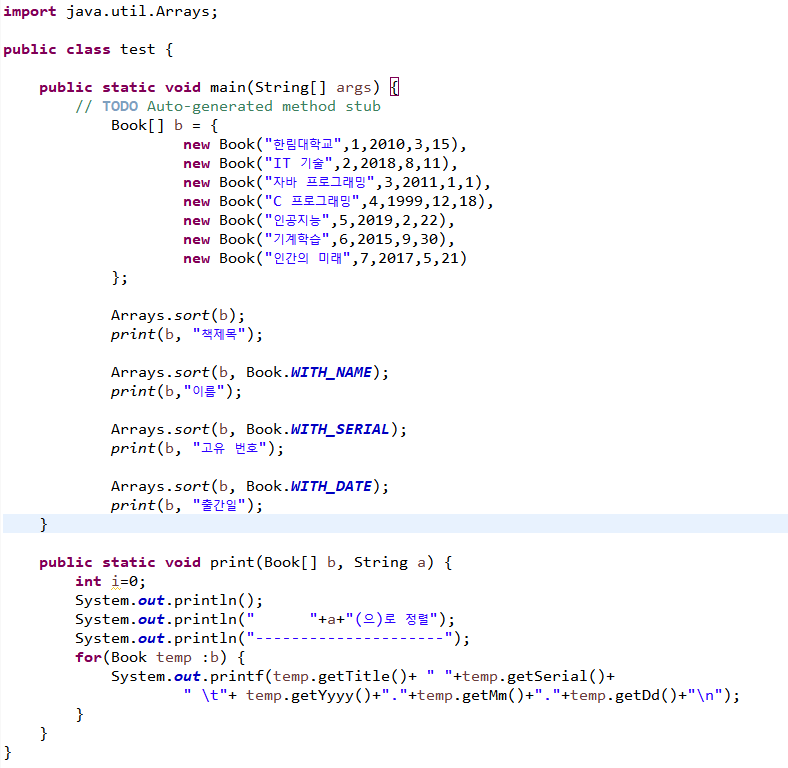 import java.util.Arrays;
public class test {
public static void main(String[] args) {
// TODO Auto-generated method stub
Book[] b = {
new Book("한림대학교",1,2010,3,15),
new Book("IT 기술",2,2018,8,11),
new Book("자바 프로그래밍",3,2011,1,1),
new Book("C 프로그래밍",4,1999,12,18),
new Book("인공지능",5,2019,2,22),
new Book("기계학습",6,2015,9,30),
new Book("인간의 미래",7,2017,5,21)
};
Arrays.sort(b);
print(b, "책제목");
Arrays.sort(b, Book.WITH_NAME);
print(b,"이름");
Arrays.sort(b, Book.WITH_SERIAL);
print(b, "고유 번호");
Arrays.sort(b, Book.WITH_DATE);
print(b, "출간일");
}
public static void print(Book[] b, String a) {
int i=0;
System.out.println();
System.out.println("      "+a+"(으)로 정렬");
System.out.println("---------------------");
for(Book temp :b) {
System.out.printf(temp.getTitle()+ " "+temp.getSerial()+
" \t"+ temp.getYyyy()+"."+temp.getMm()+"."+temp.getDd()+"\n");
}
}
}